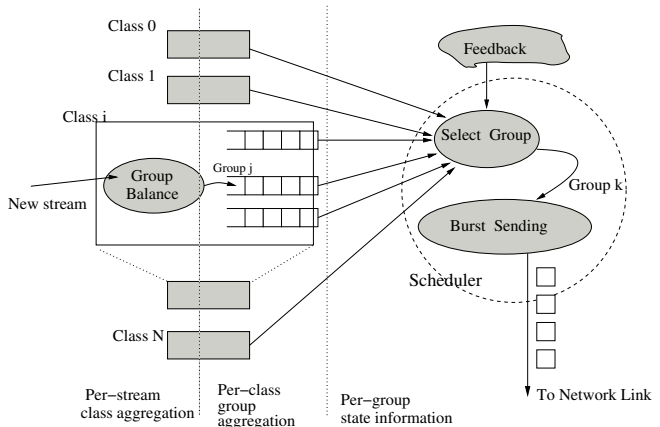 Class 0
Feedback
Class 1
Class i
Select Group
Group j
Group
Balance
Group k
New stream
Burst Sending
Scheduler
Class N
Per−stream
class aggregation
Per−class
group
aggregation
Per−group
state information
To Network Link